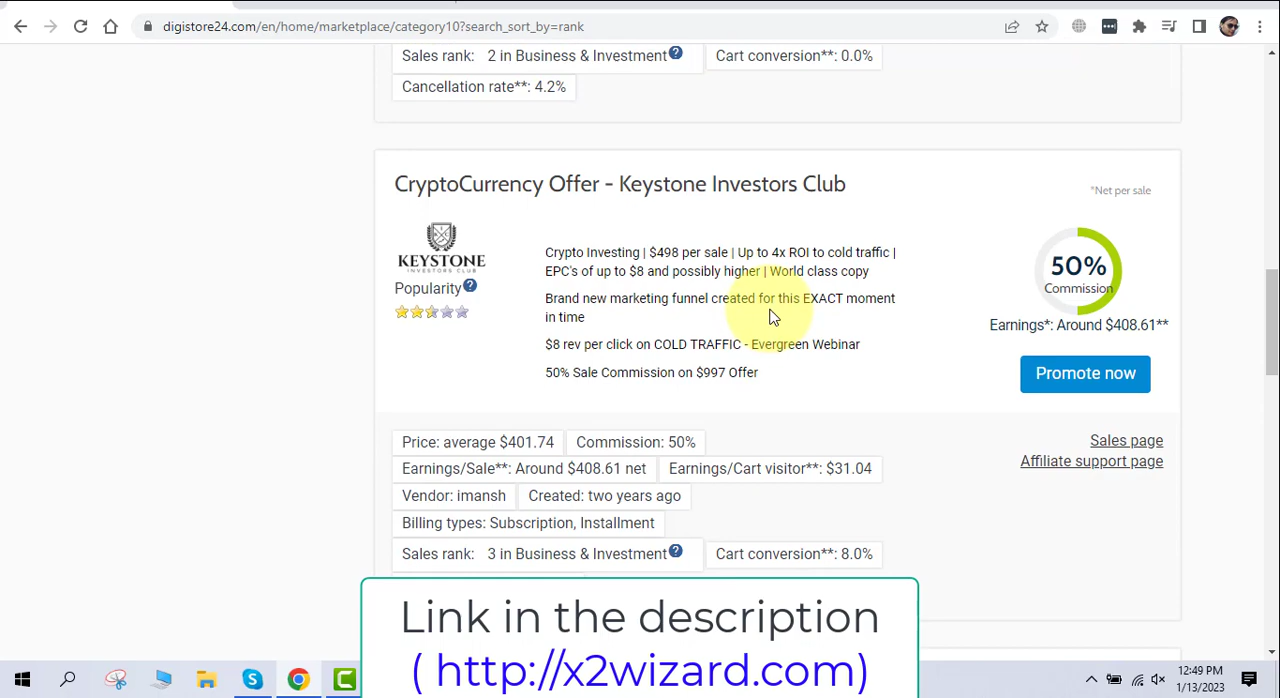 digistore24.com/en/home/marketplace/category10?search_sort_by=rank
Sales rank: 2 in Business & Investment ?
Cart conversion**: 0.0%
Cancellation rate**: 4.2%
CryptoCurrency Offer - Keystone Investors Club
*Net per sale
KEYSTONE
INVESTORS CLUB
Popularity ?
Crypto Investing | $498 per sale | Up to 4x ROI to cold traffic |
EPC's of up to $8 and possibly higher | World class copy
Brand new marketing funnel created for this EXACT moment
in time
$8 rev per click on COLD TRAFFIC - Evergreen Webinar
50% Sale Commission on $997 Offer
50%
Commission
Earnings*: Around $408.61**
Promote now
Price: average $401.74
Commission: 50%
Earnings/Sale**: Around $408.61 net
Earnings/Cart visitor**: $31.04
Vendor: imansh
Created: two years ago
Billing types: Subscription, Installment
Sales rank: 3 in Business & Investment ?
Cart conversion**: 8.0%
Sales page
Affiliate support page
Link in the description
( http://x2wizard.com)
12:49 PM
1/13/2023